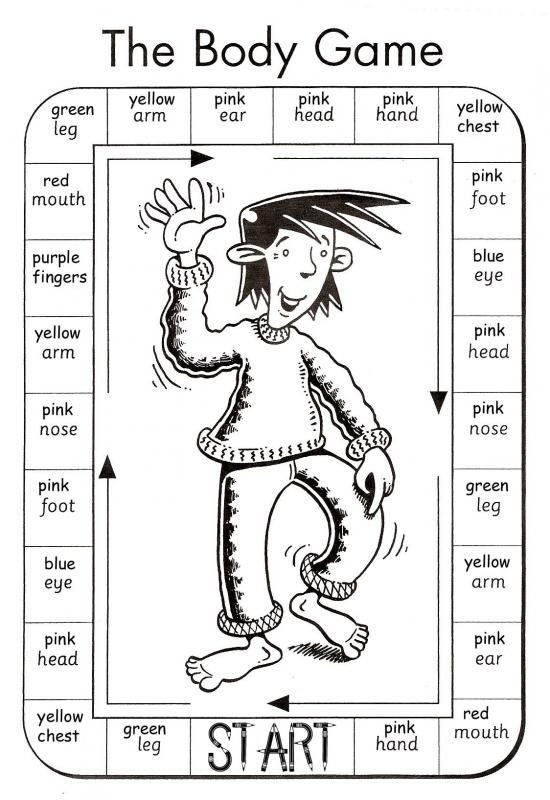 The Body Game
green
leg
yellow
arm
pink
ear
pink
head
pink
hand
yellow
chest
red
mouth
pink
foot
purple
fingers
blue
eye
yellow
arm
pink
head
pink
nose
pink
nose
pink
foot
green
leg
blue
eye
yellow
arm
pink
head
pink
ear
yellow
chest
green
leg
START
pink
hand
red
mouth